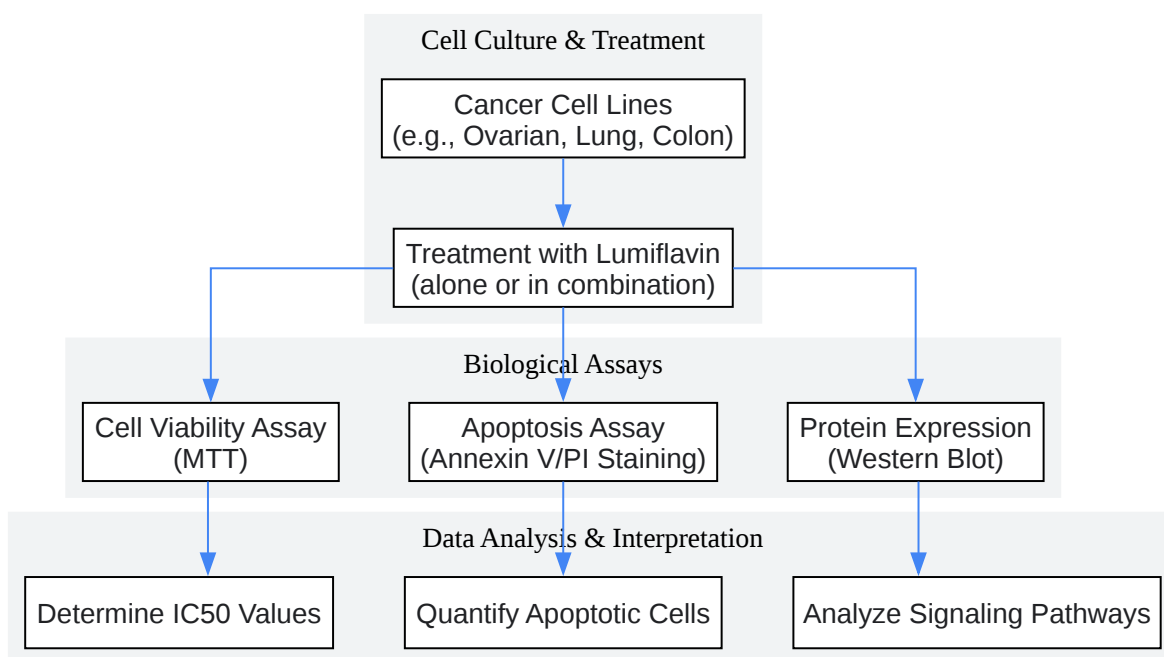 Cell Culture & Treatment
Cancer Cell Lines
(e.g., Ovarian, Lung, Colon)
Treatment with Lumiflavin
(alone or in combination)
Biological Assays
Cell Viability Assay
(MTT)
Apoptosis Assay
(Annexin V/PI Staining)
Protein Expression
(Western Blot)
Data Analysis & Interpretation
Determine IC50 Values
Quantify Apoptotic Cells
Analyze Signaling Pathways